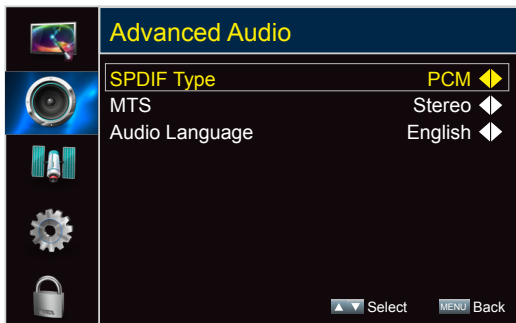 Advanced Audio
SPDIF Type PCM
MTS Stereo
Audio Language English
Select MENU Back